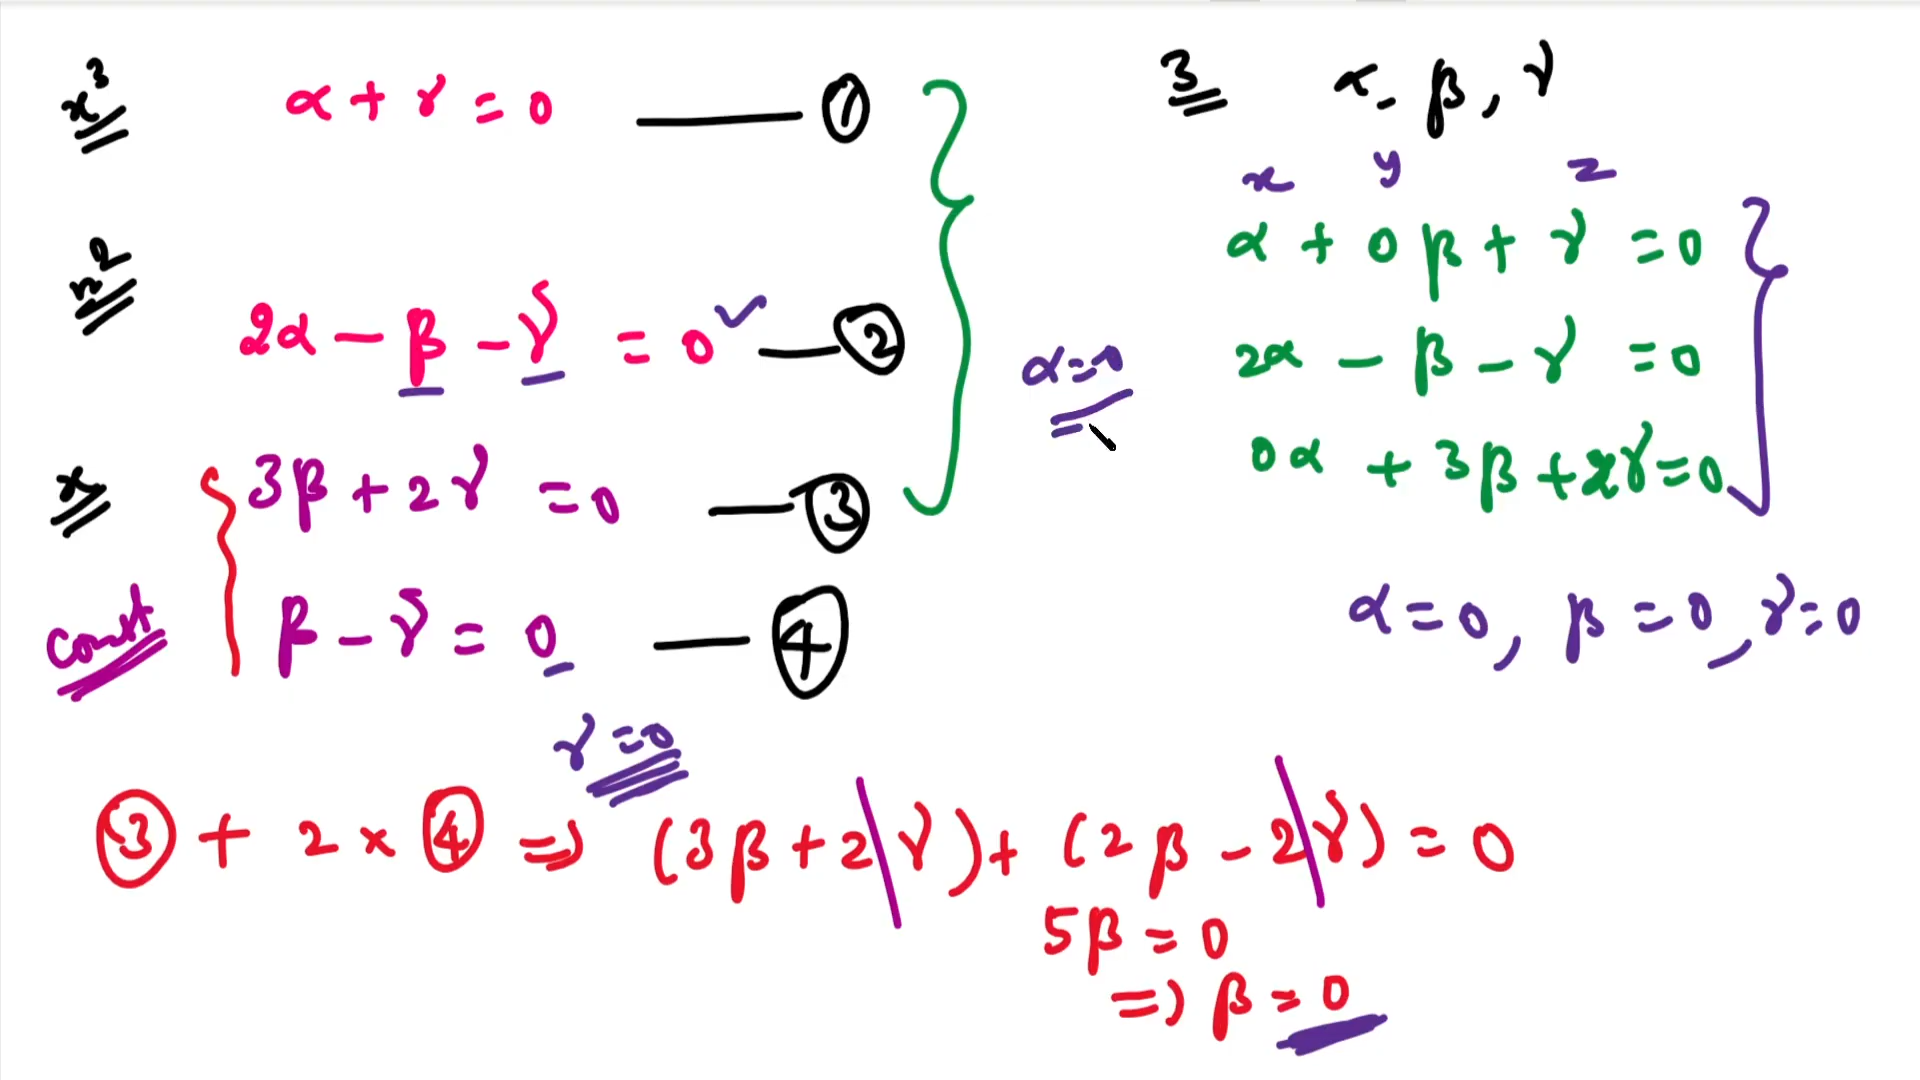 x³ α + γ = 0 —— ①
x² 2α − β − γ = 0 ✓ — ②
x 3β + 2γ = 0 — ③
const β − γ = 0 — ④
γ = 0
α = 0
3 α, β, γ
x y z
α + 0β + γ = 0
2α − β − γ = 0
0α + 3β + 2γ = 0
α = 0, β = 0, γ = 0
③ + 2 × ④ ⇒ (3β + 2γ) + (2β − 2γ) = 0
5β = 0
⇒ β = 0